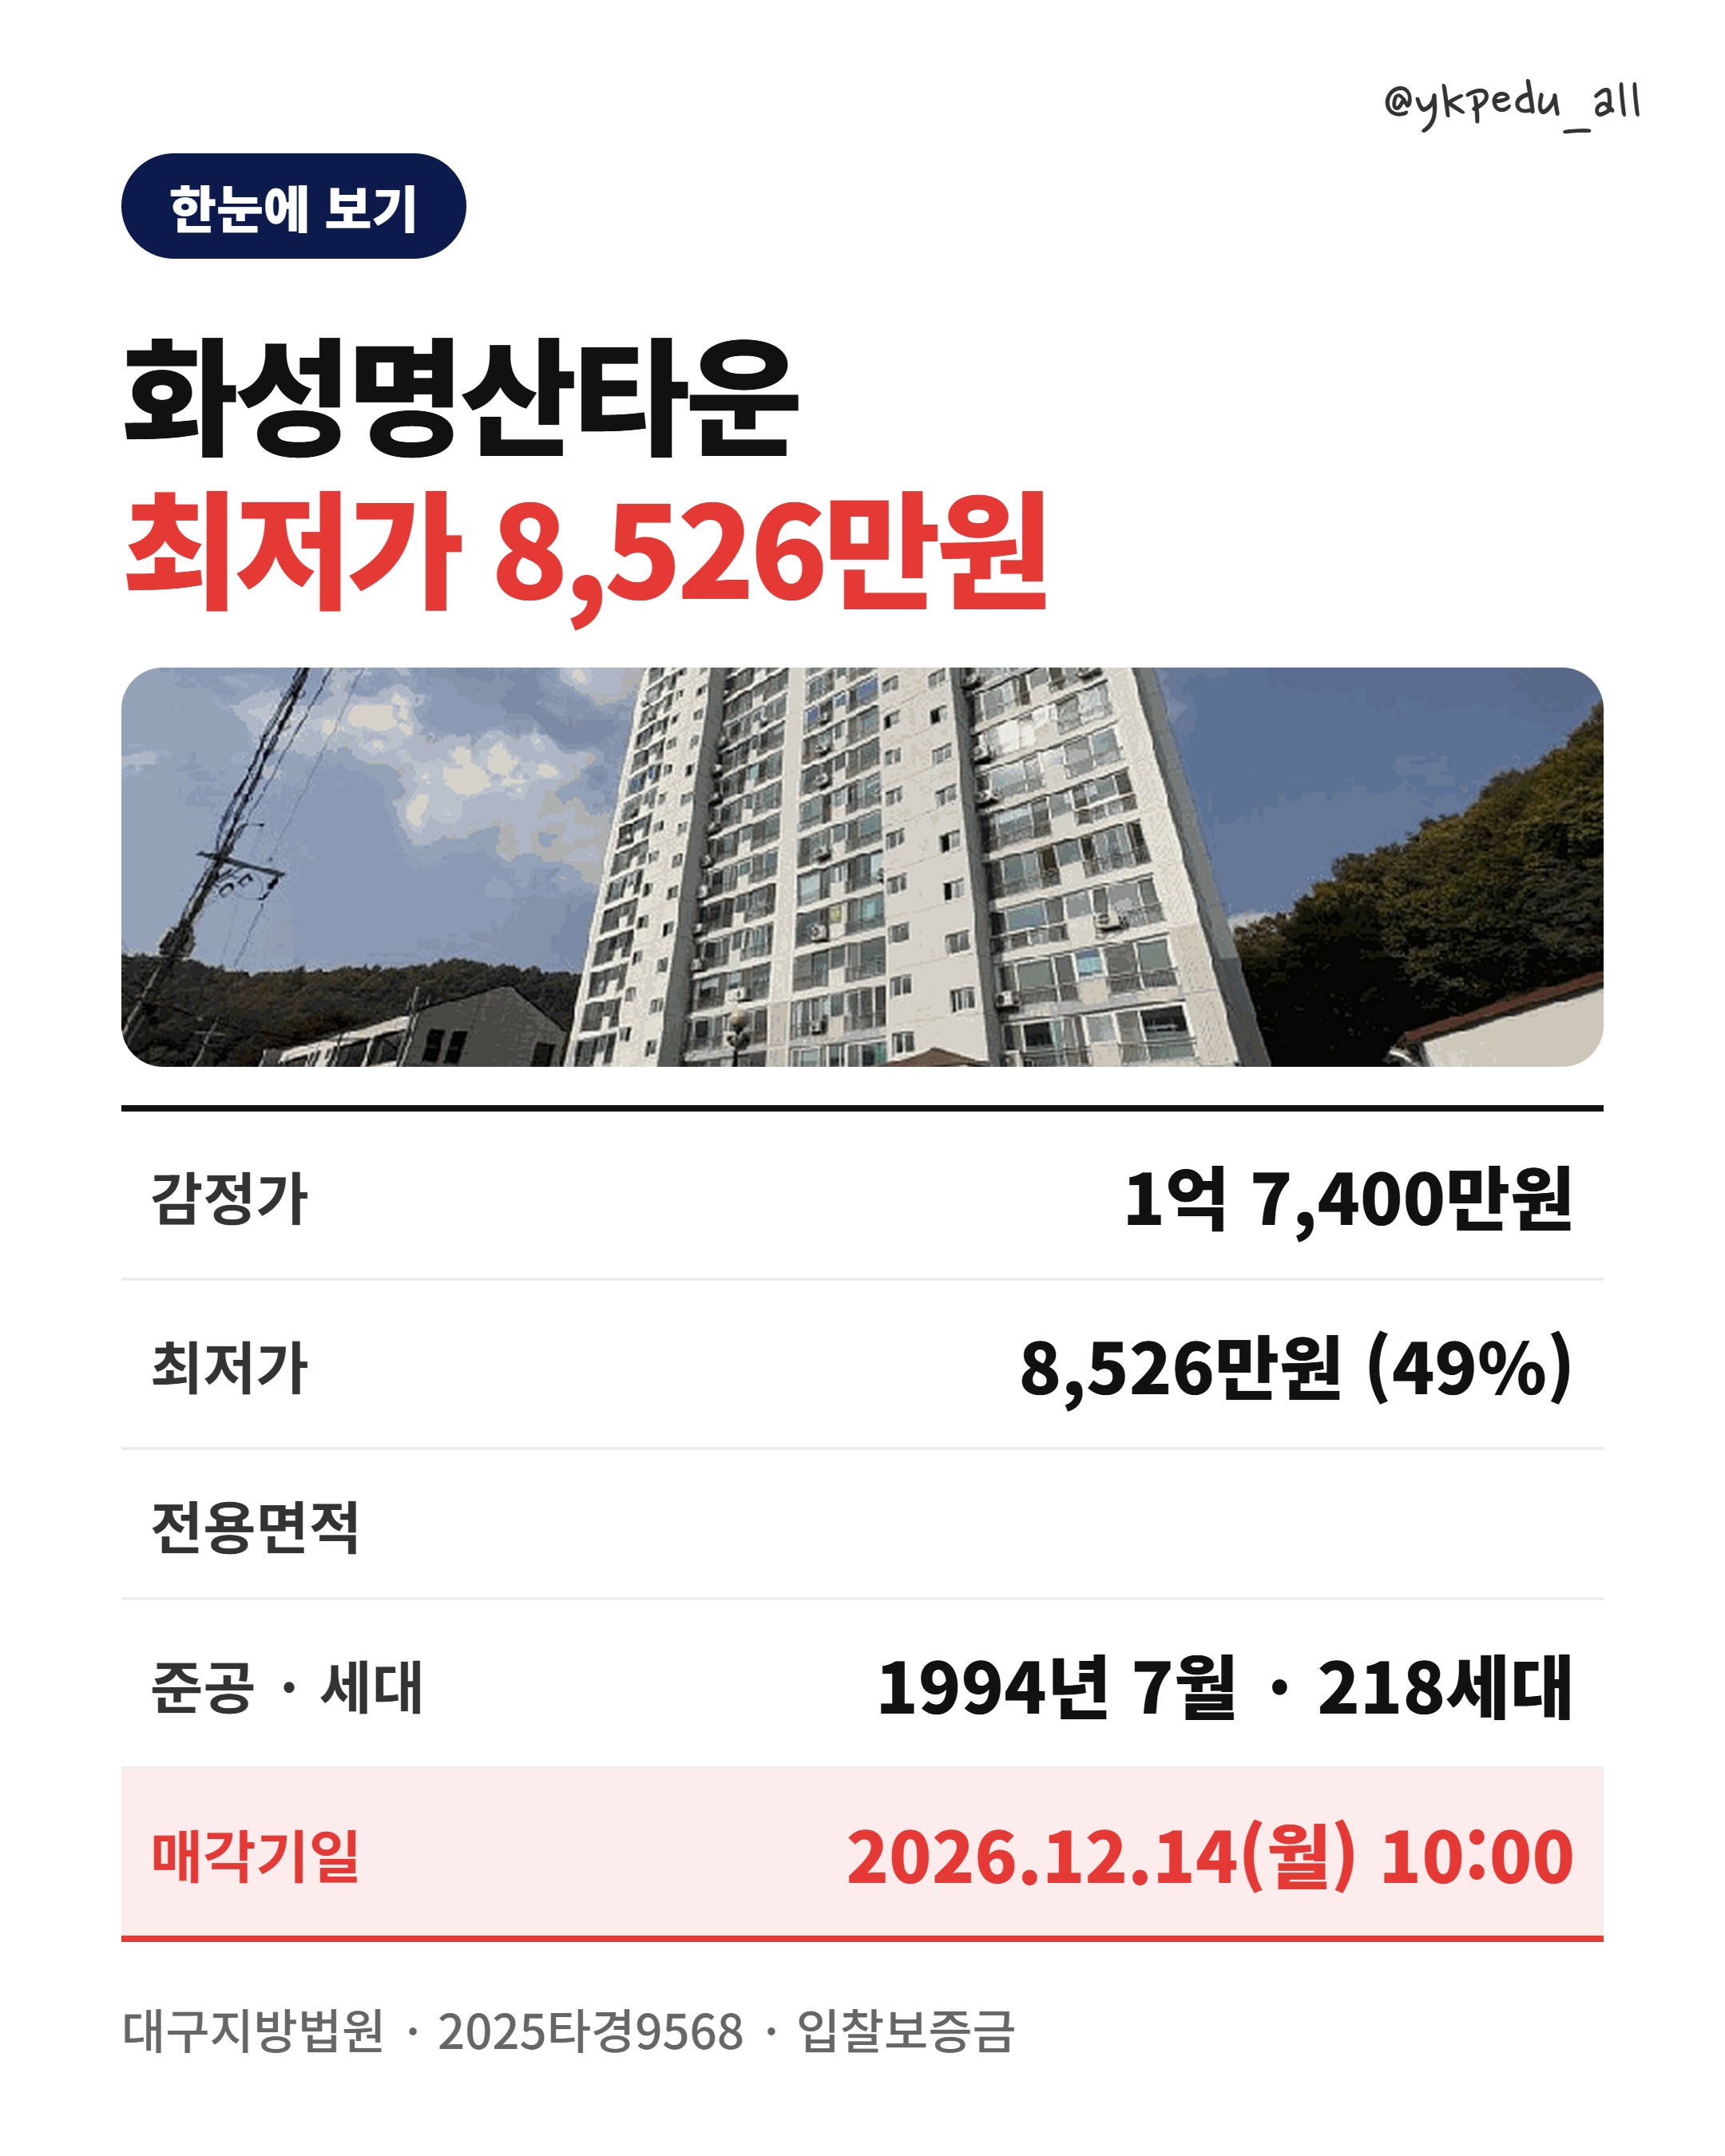 @ykpedu_all
한눈에 보기
화성명산타운
최저가 8,526만원
감정가 1억 7,400만원
최저가 8,526만원 (49%)
전용면적
준공 · 세대 1994년 7월 · 218세대
매각기일 2026.12.14(월) 10:00
대구지방법원 · 2025타경9568 · 입찰보증금